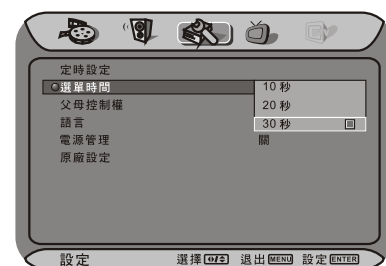 定時設定
選單時間 10 秒
父母控制權 20 秒
語言 30 秒
電源管理 關
原廠設定
設定 選擇 退出 MENU 設定 ENTER